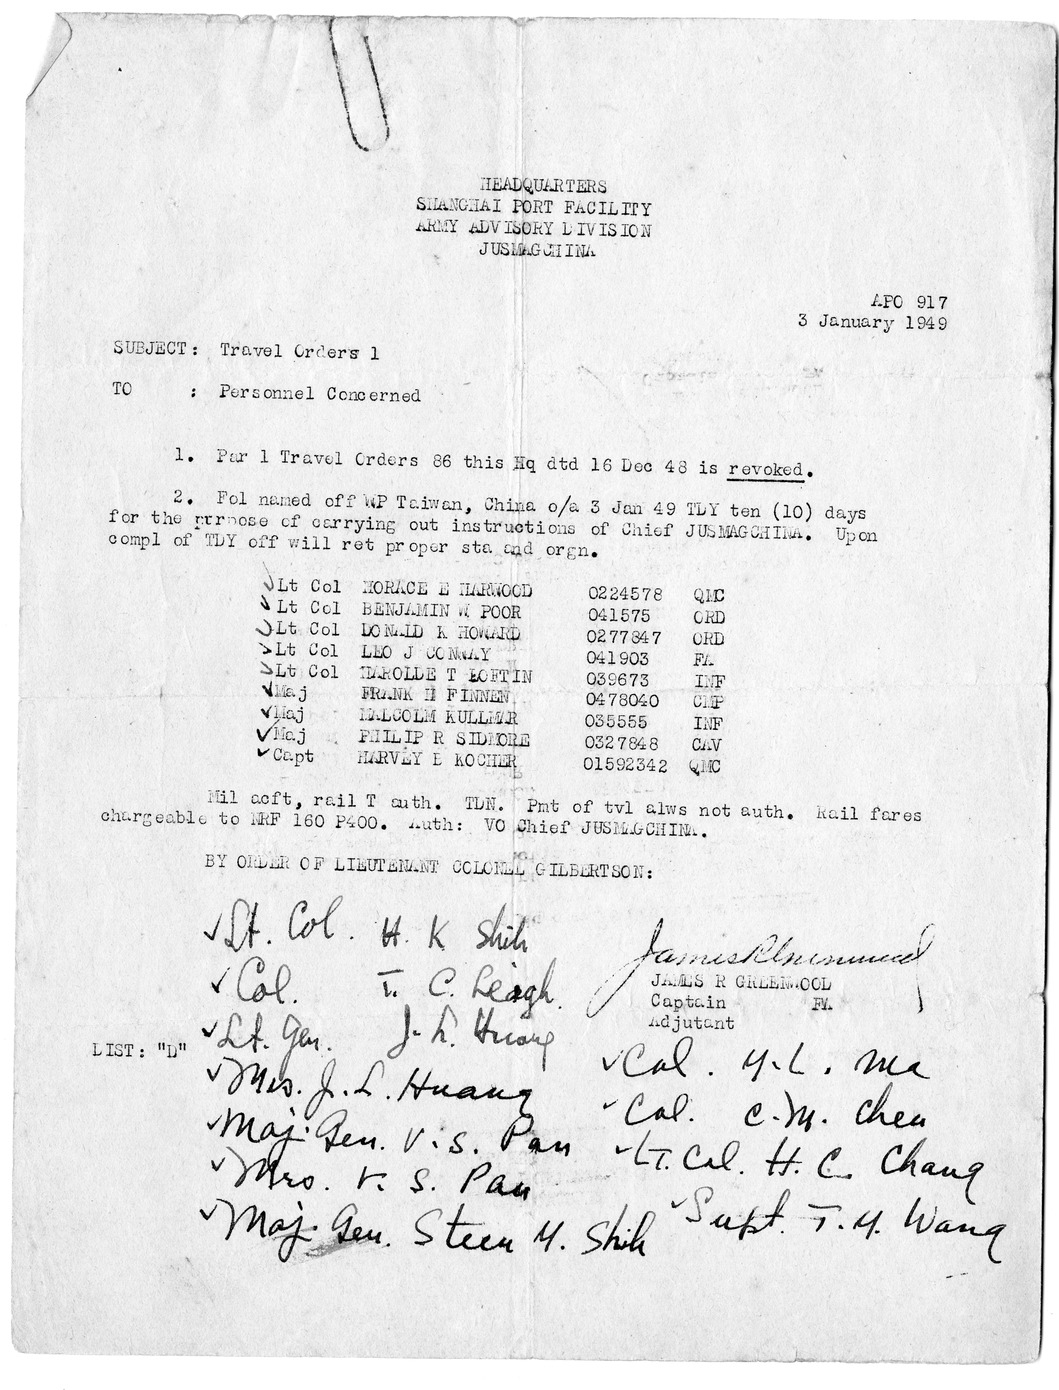 HEADQUARTERS
SHANGHAI PORT FACILITY
ARMY ADVISORY DIVISION
JUSMAGCHINA
APO 917
3 January 1949
SUBJECT: Travel Orders 1
TO : Personnel Concerned
1. Par 1 Travel Orders 86 this Hq dtd 16 Dec 48 is revoked.
2. Fol named off WP Taiwan, China o/a 3 Jan 49 TDY ten (10) days
for the purpose of carrying out instructions of Chief JUSMAGCHINA. Upon
compl of TDY off will ret proper sta and orgn.
Lt Col HORACE E HARWOOD 0224578 QMC
Lt Col BENJAMIN W POOR 041575 ORD
Lt Col DONALD K HOWARD 0277847 ORD
Lt Col LEO J CONWAY 041903 FA
Lt Col HAROLDE T LOFTIN 039673 INF
Maj FRANK H FINNEN 0478040 CMP
Maj MALCOLM KULLMAR 035555 INF
Maj PHILIP R SIDMORE 0327848 CAV
Capt HARVEY E KOCHER 01592342 QMC
Mil acft, rail T auth. TDN. Pmt of tvl alws not auth. Rail fares
chargeable to NRF 160 P400. Auth: VO Chief JUSMAGCHINA.
BY ORDER OF LIEUTENANT COLONEL GILBERTSON:
JAMES R GREENWOOL
Captain FA
Adjutant
LIST: "D"
Lt. Col. H. K Shih
Col. T. C. Leagh.
Lt. Gen. J. L. Huang
Mrs. J. L. Huang
Maj. Gen. V. S. Pan
Mrs. V. S. Pan
Maj. Gen. Steen Y. Shih
Col. Y. L. Ma
Col. C. M. Chen
Lt. Col. H. C. Chang
Supt. T. Y. Wang